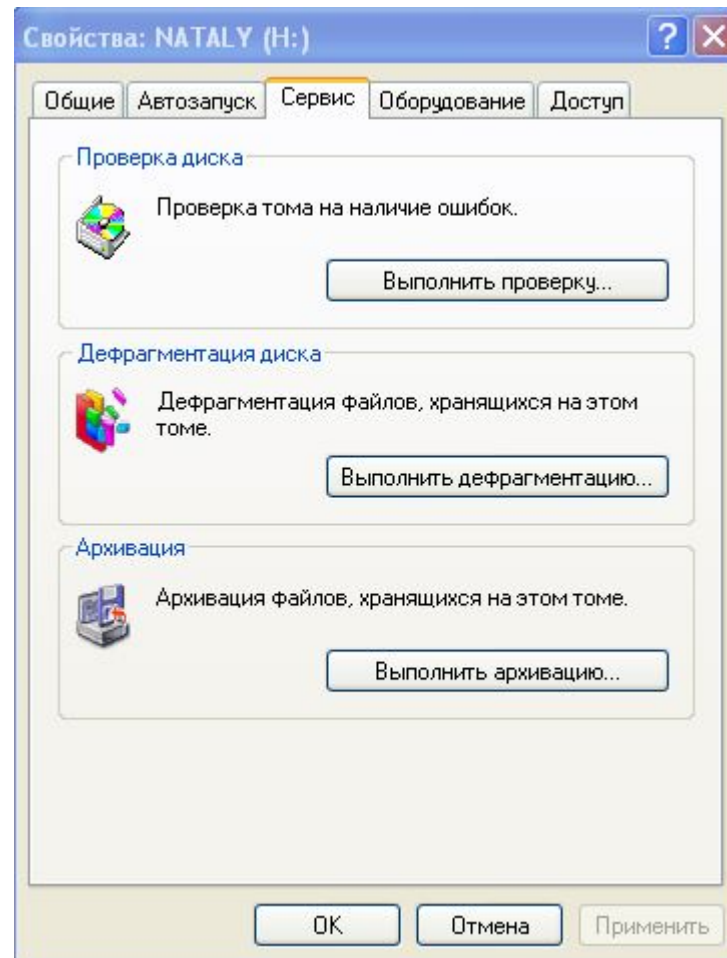 Свойства: NATALY (H:)
Общие Автозапуск Сервис Оборудование Доступ
Проверка диска
Проверка тома на наличие ошибок.
Выполнить проверку...
Дефрагментация диска
Дефрагментация файлов, хранящихся на этом
томе.
Выполнить дефрагментацию...
Архивация
Архивация файлов, хранящихся на этом томе.
Выполнить архивацию...
OK Отмена Применить